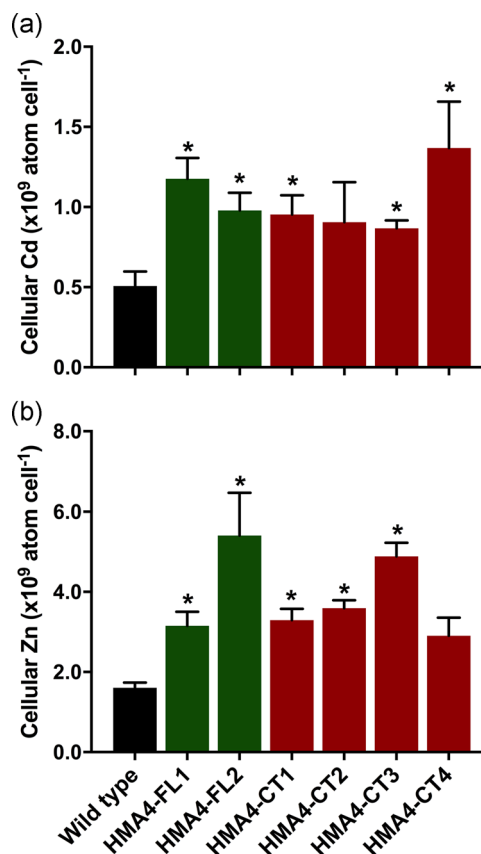 (a)
Cellular Cd (x10⁹ atom cell⁻¹)
2.0
1.5
1.0
0.5
0.0
*
*
*
*
*
(b)
Cellular Zn (x10⁹ atom cell⁻¹)
8.0
6.0
4.0
2.0
0.0
*
*
*
*
*
Wild type
HMA4-FL1
HMA4-FL2
HMA4-CT1
HMA4-CT2
HMA4-CT3
HMA4-CT4